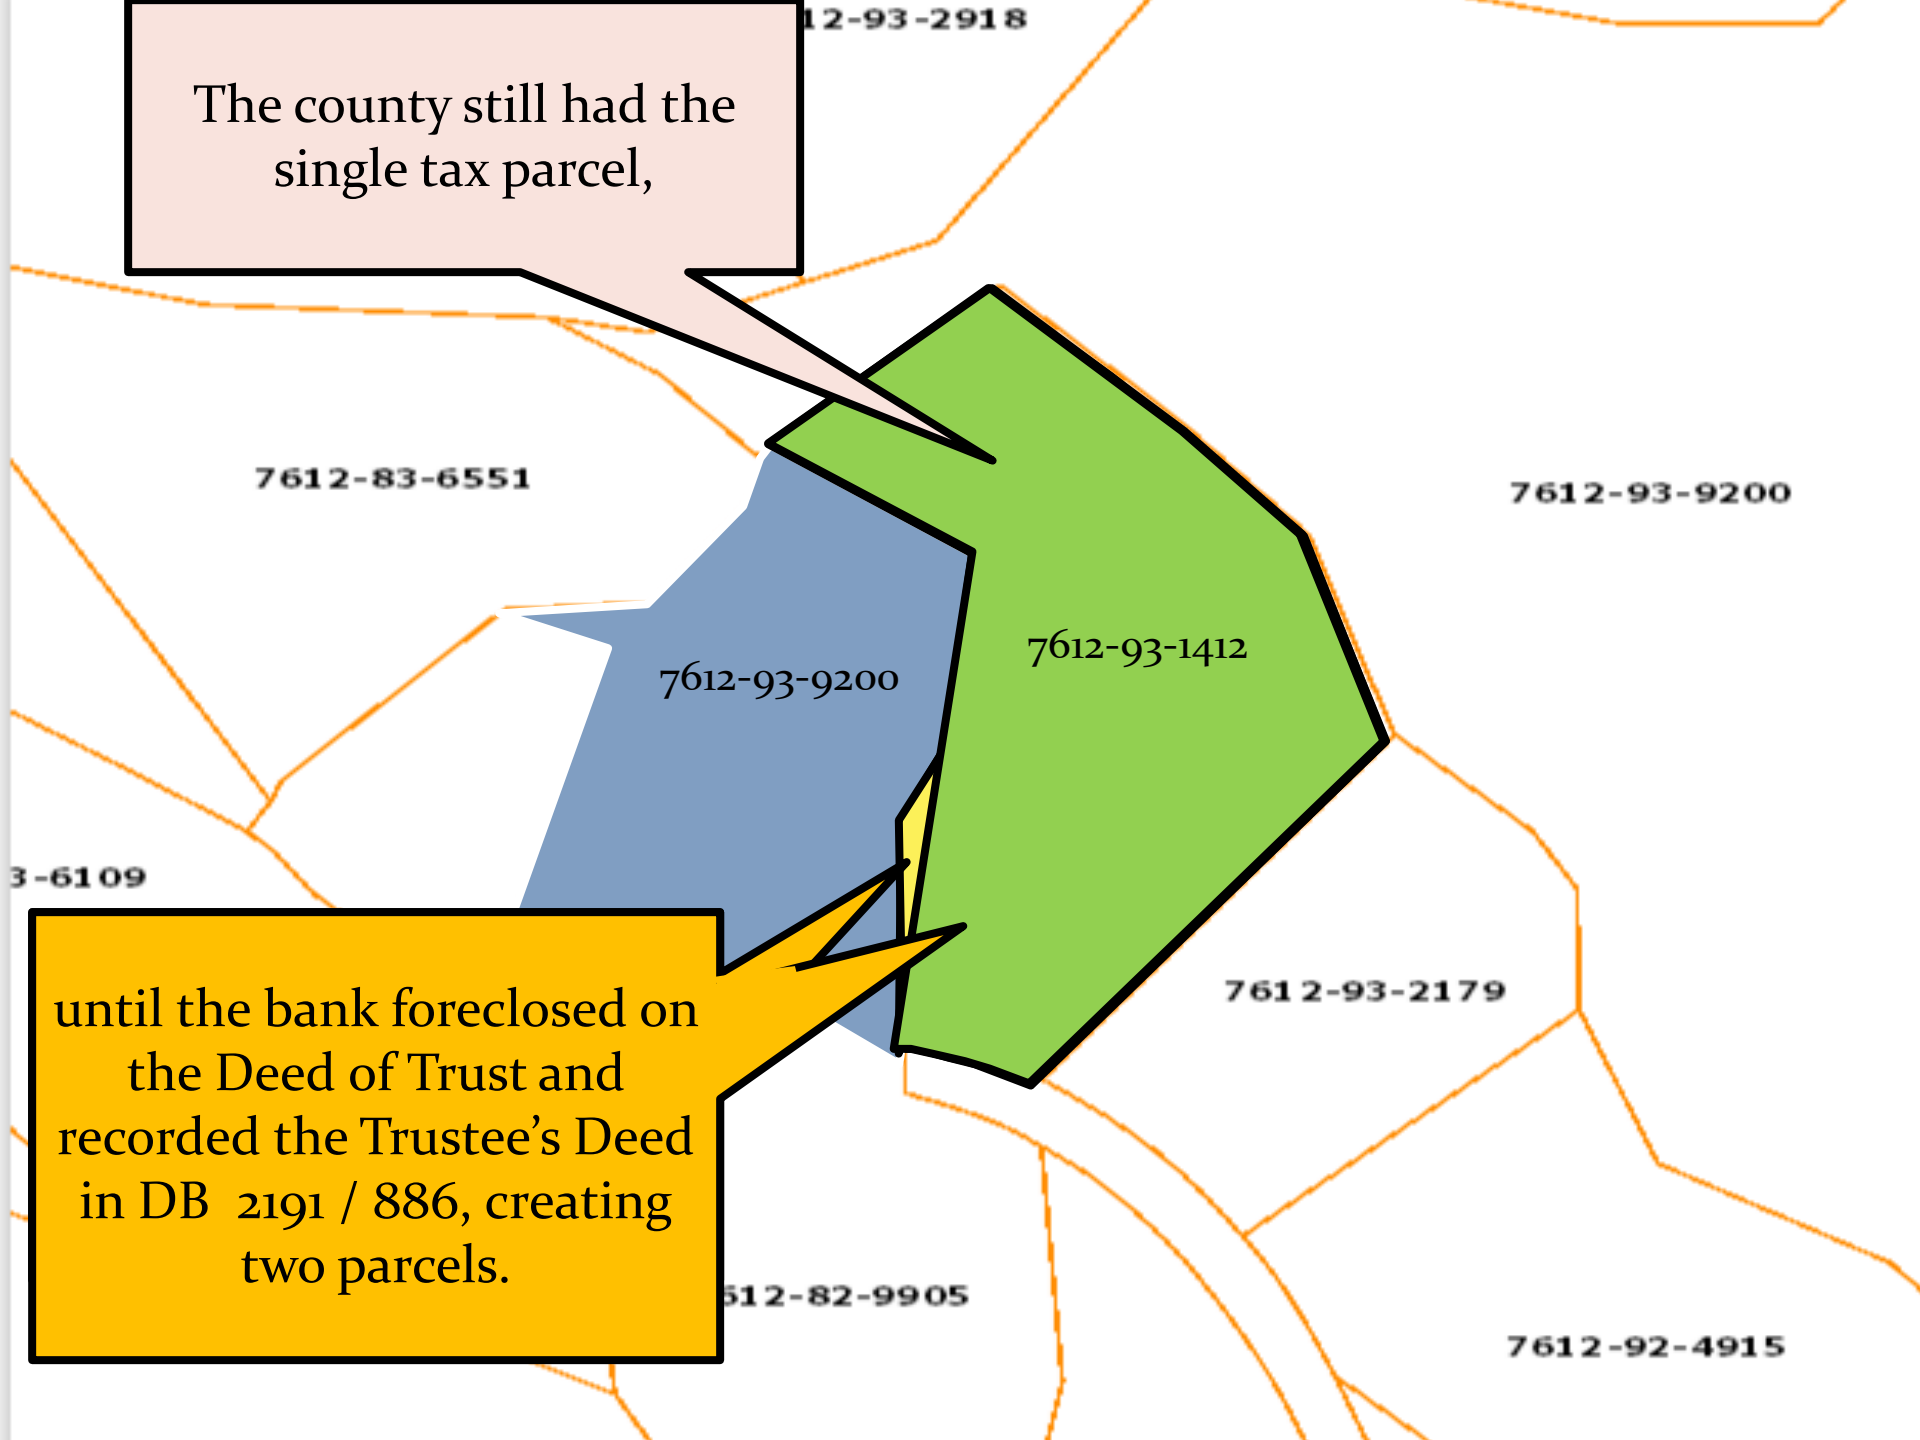 12-93-2918
The county still had the
single tax parcel,
7612-83-6551
7612-93-9200
7612-93-1412
7612-93-9200
3-6109
7612-93-2179
until the bank foreclosed on
the Deed of Trust and
recorded the Trustee’s Deed
in DB 2191 / 886, creating
two parcels.
612-82-9905
7612-92-4915